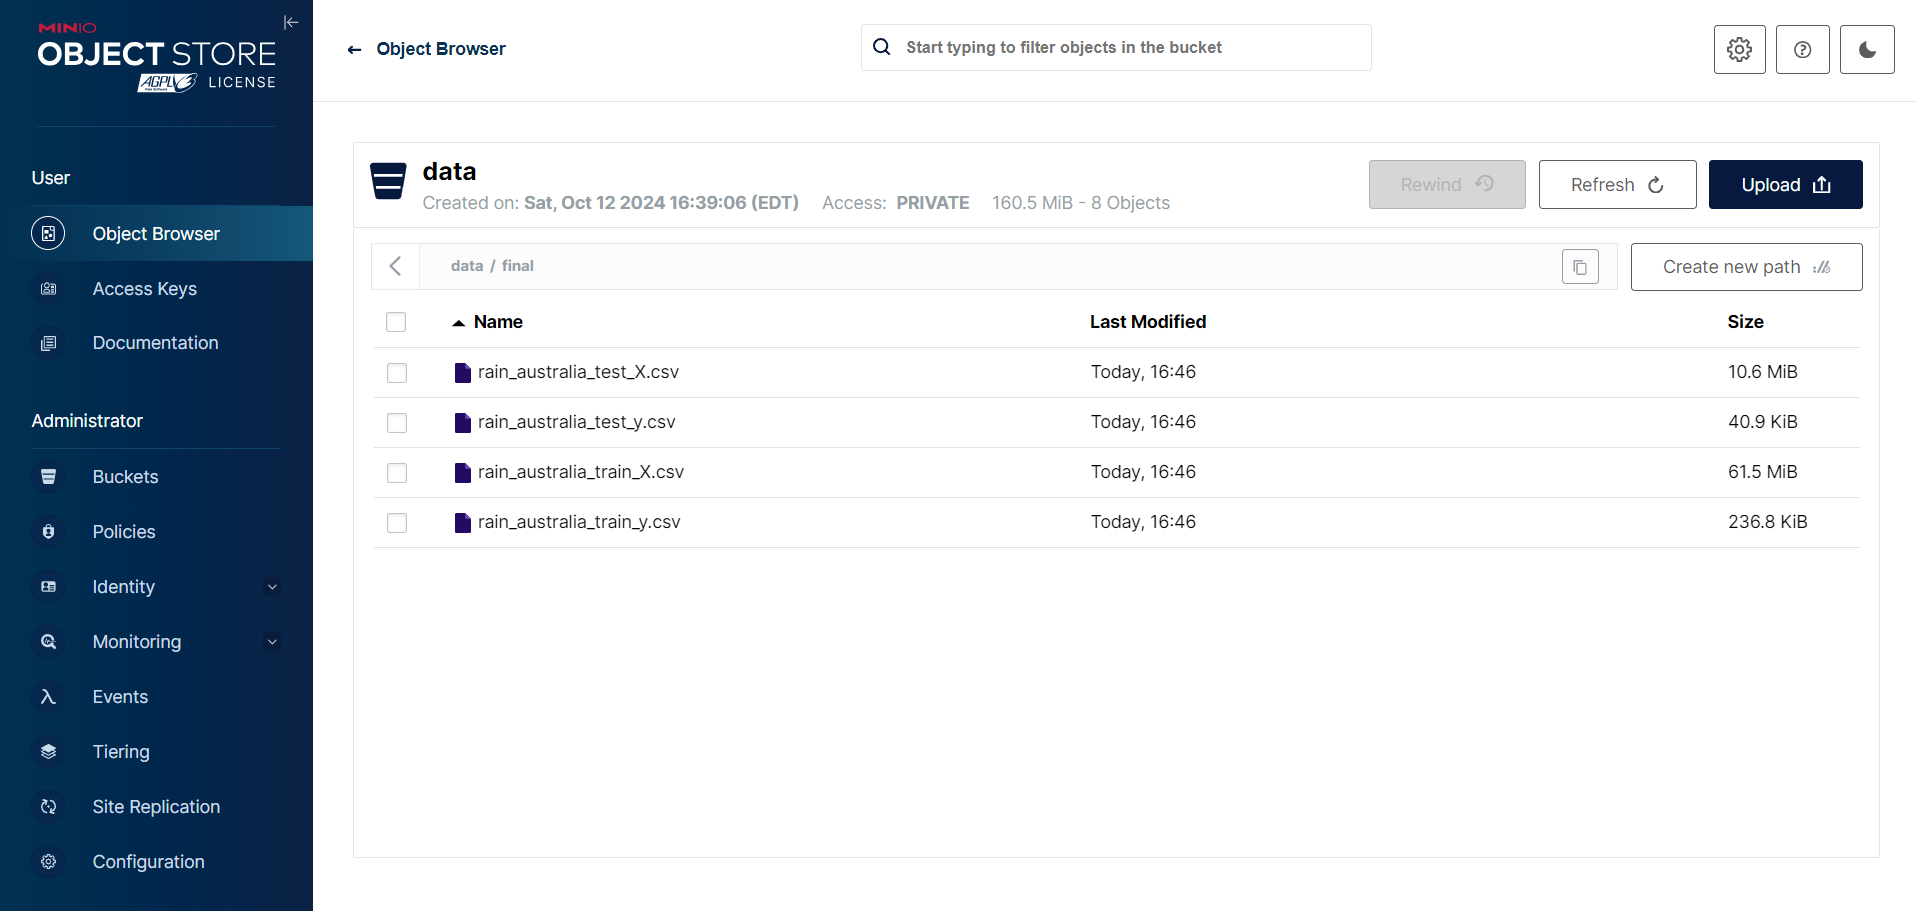 MINIO
OBJECT STORE
AGPLv3 LICENSE
Free Software
User
Object Browser
Access Keys
Documentation
Administrator
Buckets
Policies
Identity
Monitoring
Events
Tiering
Site Replication
Configuration
Object Browser
Start typing to filter objects in the bucket
data
Created on: Sat, Oct 12 2024 16:39:06 (EDT) Access: PRIVATE 160.5 MiB - 8 Objects
Rewind Refresh Upload
data / final
Create new path
Name Last Modified Size
rain_australia_test_X.csv Today, 16:46 10.6 MiB
rain_australia_test_y.csv Today, 16:46 40.9 KiB
rain_australia_train_X.csv Today, 16:46 61.5 MiB
rain_australia_train_y.csv Today, 16:46 236.8 KiB